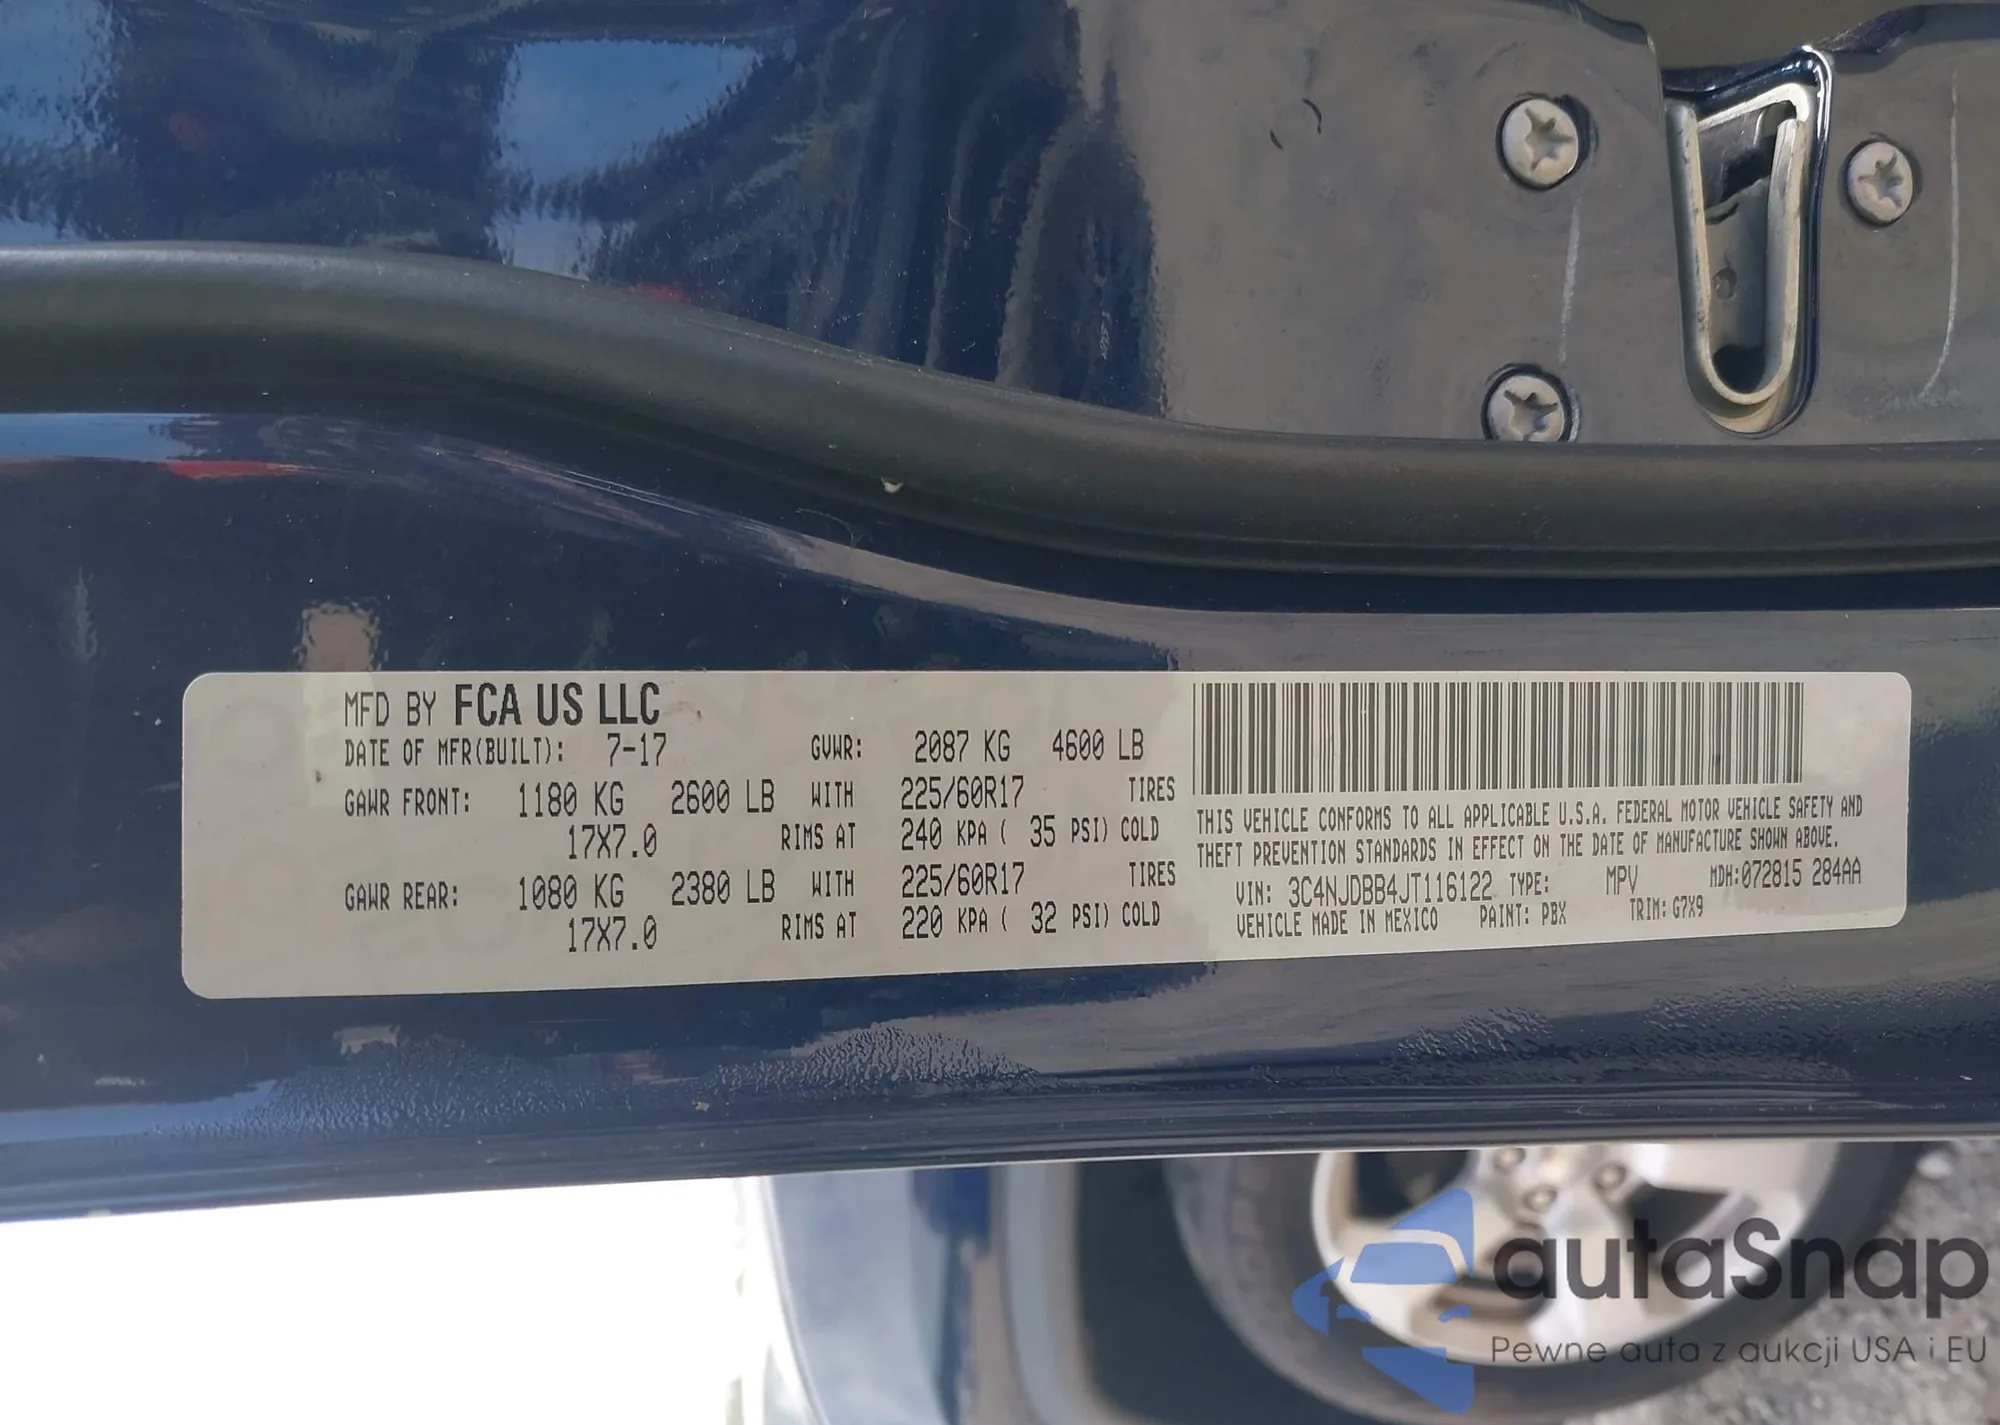 MFD BY FCA US LLC
DATE OF MFR(BUILT): 7-17 GVWR: 2087 KG 4600 LB
GAWR FRONT: 1180 KG 2600 LB WITH 225/60R17 TIRES
17X7.0 RIMS AT 240 KPA ( 35 PSI) COLD
GAWR REAR: 1080 KG 2380 LB WITH 225/60R17 TIRES
17X7.0 RIMS AT 220 KPA ( 32 PSI) COLD
THIS VEHICLE CONFORMS TO ALL APPLICABLE U.S.A. FEDERAL MOTOR VEHICLE SAFETY AND
THEFT PREVENTION STANDARDS IN EFFECT ON THE DATE OF MANUFACTURE SHOWN ABOVE.
VIN: 3C4NJDBB4JT116122 TYPE: MPV MDH:072815 284AA
VEHICLE MADE IN MEXICO PAINT: PBX TRIM: G7X9
autaSnap
Pewne auta z aukcji USA i EU